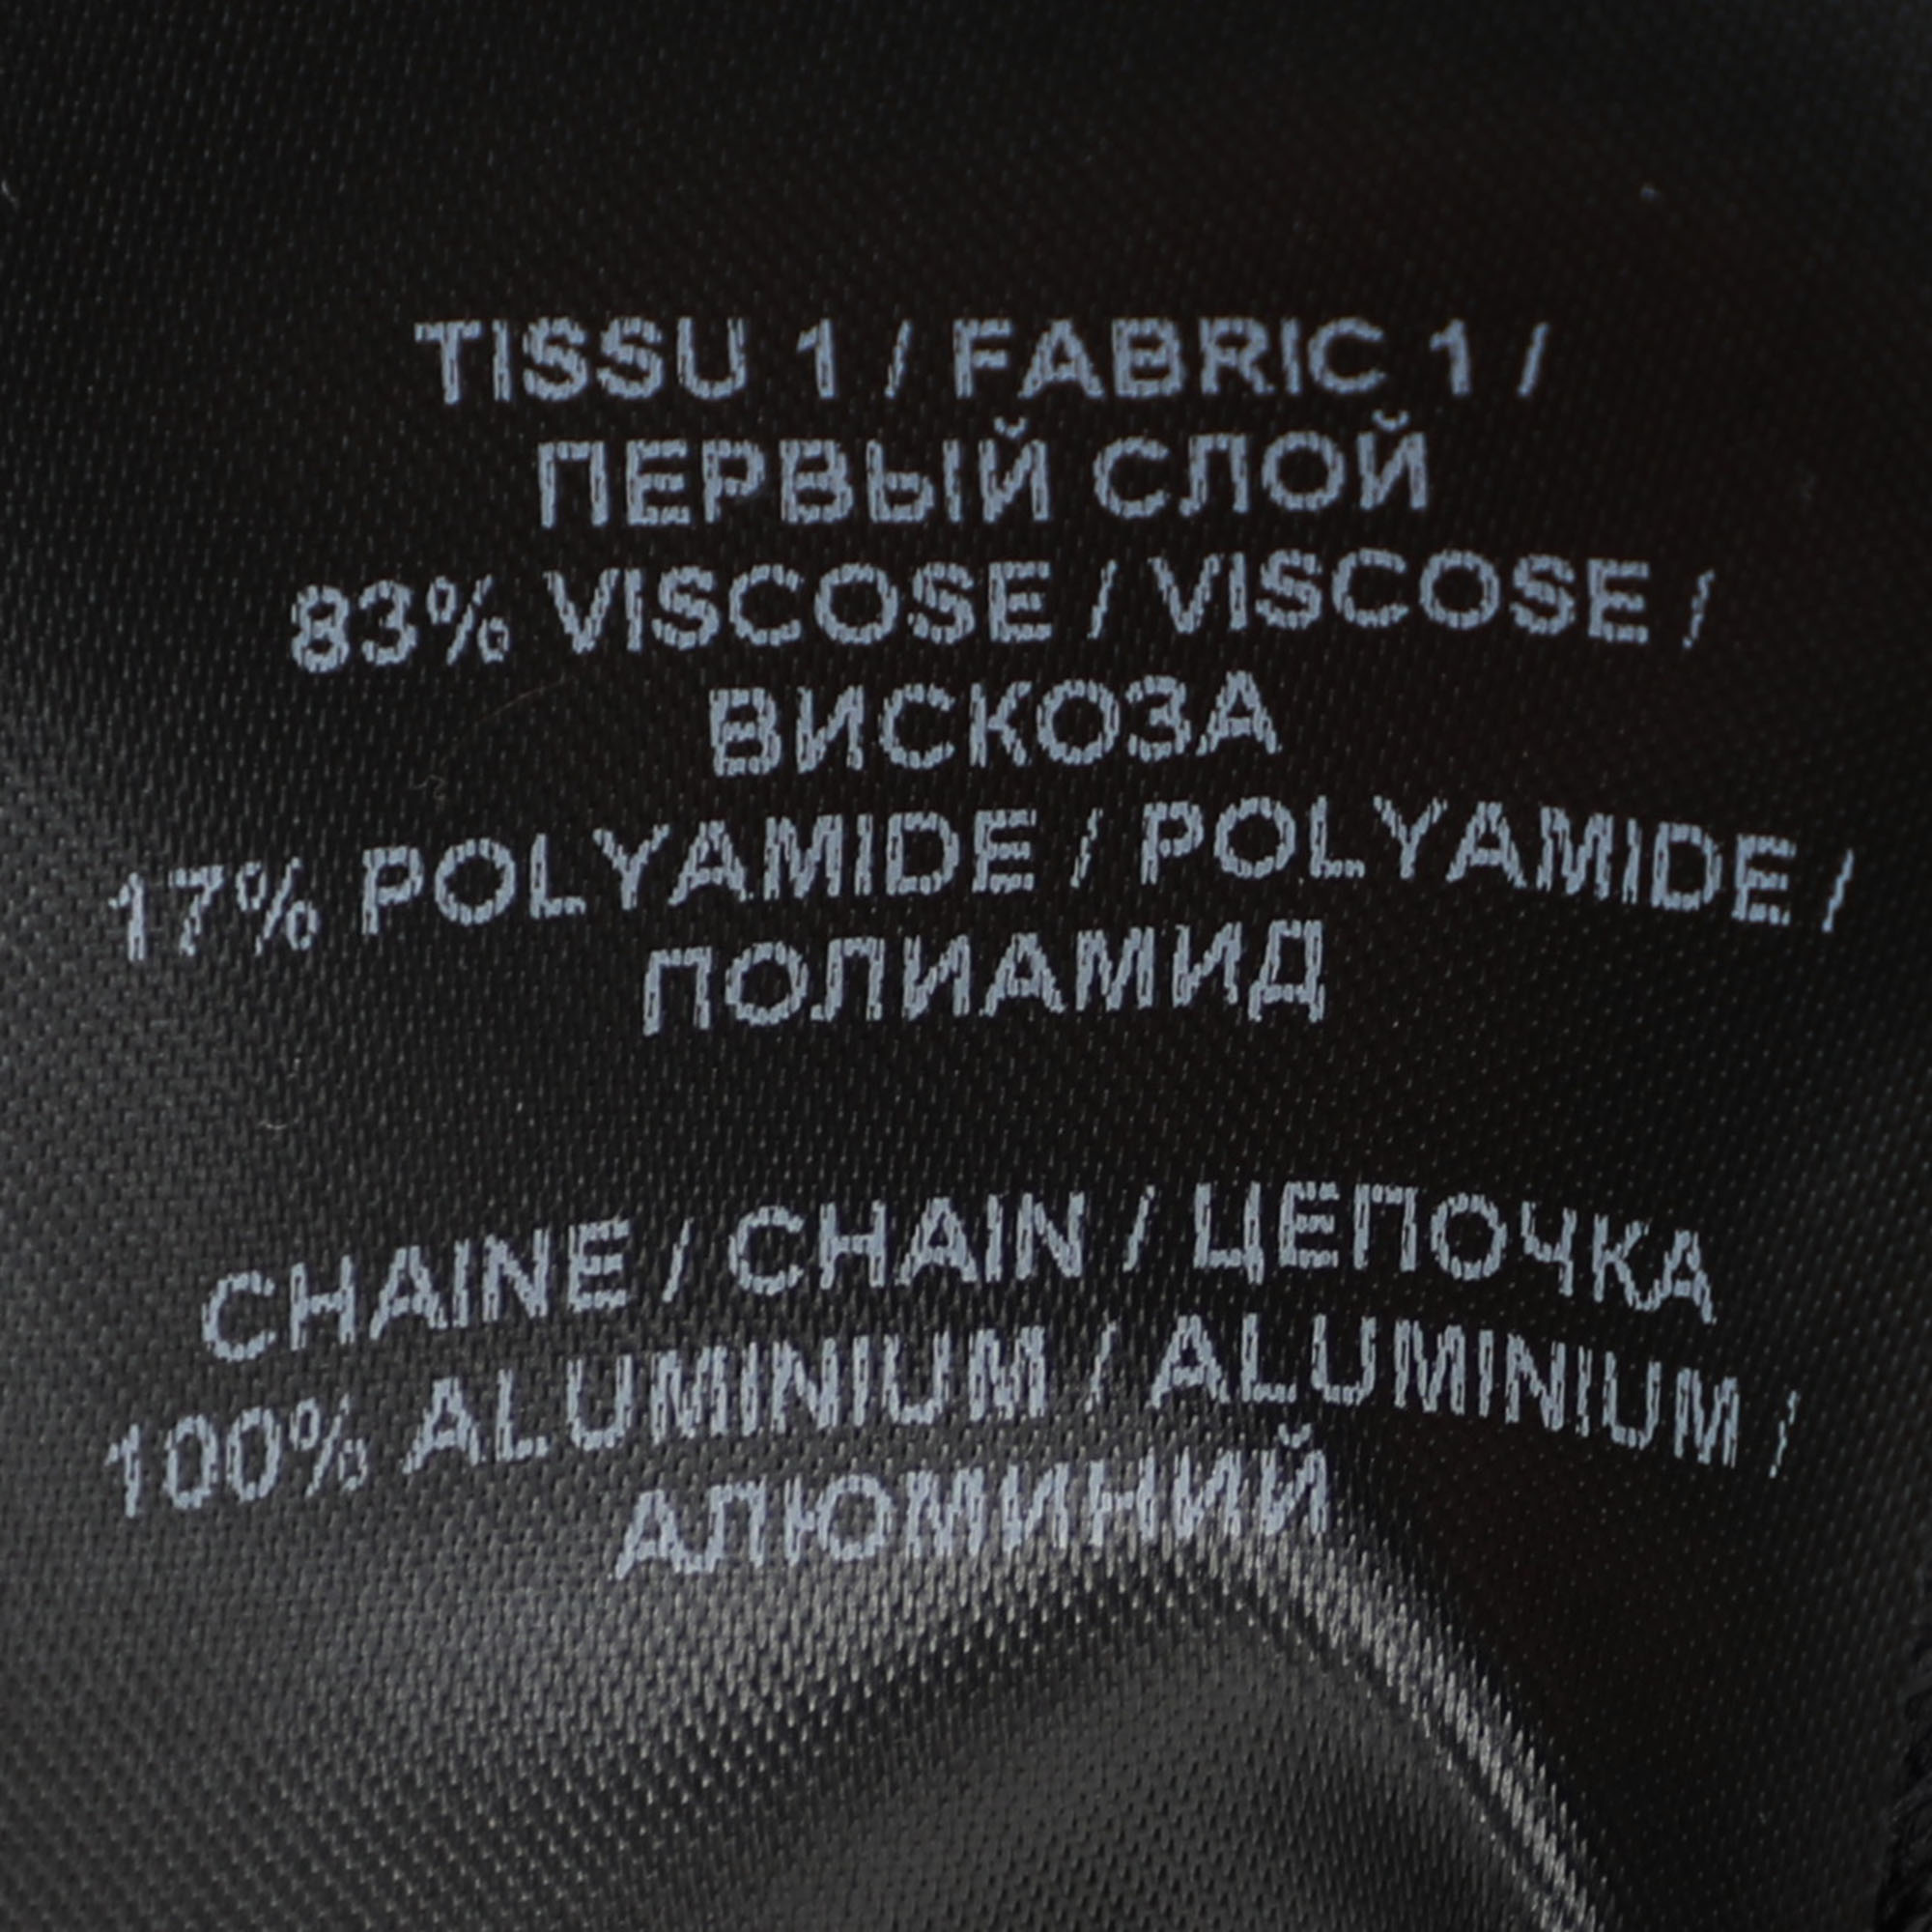 TISSU 1 / FABRIC 1 /
ПЕРВЫЙ СЛОЙ
83% VISCOSE / VISCOSE /
ВИСКОЗА
17% POLYAMIDE / POLYAMIDE /
ПОЛИАМИД
CHAINE / CHAIN / ЦЕПОЧКА
100% ALUMINIUM / ALUMINIUM /
АЛЮМИНИЙ